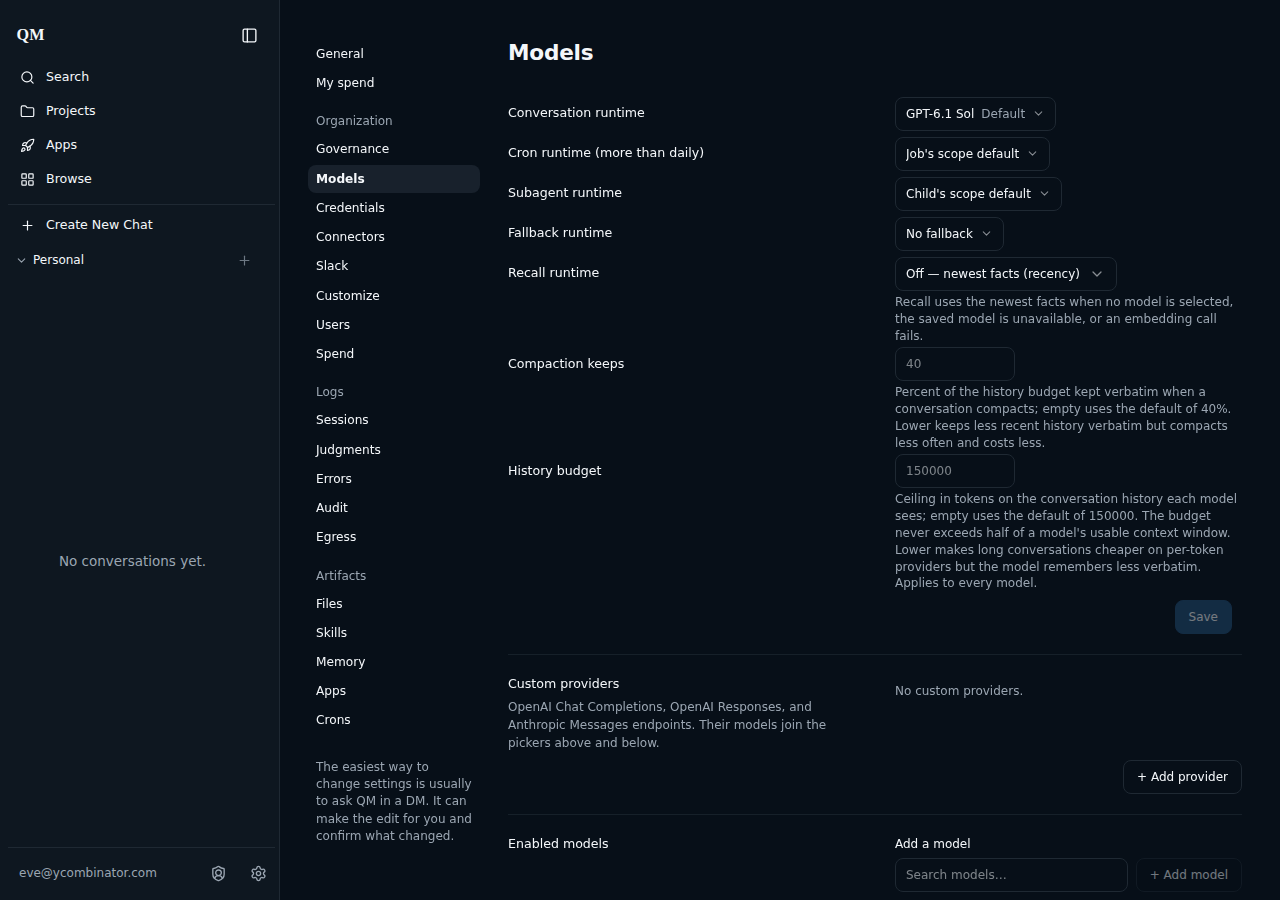 QM
Search
Projects
Apps
Browse
Create New Chat
Personal
No conversations yet.
eve@ycombinator.com
General
My spend
Organization
Governance
Models
Credentials
Connectors
Slack
Customize
Users
Spend
Logs
Sessions
Judgments
Errors
Audit
Egress
Artifacts
Files
Skills
Memory
Apps
Crons
The easiest way to
change settings is usually
to ask QM in a DM. It can
make the edit for you and
confirm what changed.
Models
Conversation runtime
GPT-6.1 Sol Default
Cron runtime (more than daily)
Job's scope default
Subagent runtime
Child's scope default
Fallback runtime
No fallback
Recall runtime
Off — newest facts (recency)
Recall uses the newest facts when no model is selected,
the saved model is unavailable, or an embedding call
fails.
Compaction keeps
40
Percent of the history budget kept verbatim when a
conversation compacts; empty uses the default of 40%.
Lower keeps less recent history verbatim but compacts
less often and costs less.
History budget
150000
Ceiling in tokens on the conversation history each model
sees; empty uses the default of 150000. The budget
never exceeds half of a model's usable context window.
Lower makes long conversations cheaper on per-token
providers but the model remembers less verbatim.
Applies to every model.
Save
Custom providers
OpenAI Chat Completions, OpenAI Responses, and
Anthropic Messages endpoints. Their models join the
pickers above and below.
No custom providers.
+ Add provider
Enabled models
Add a model
Search models...
+ Add model